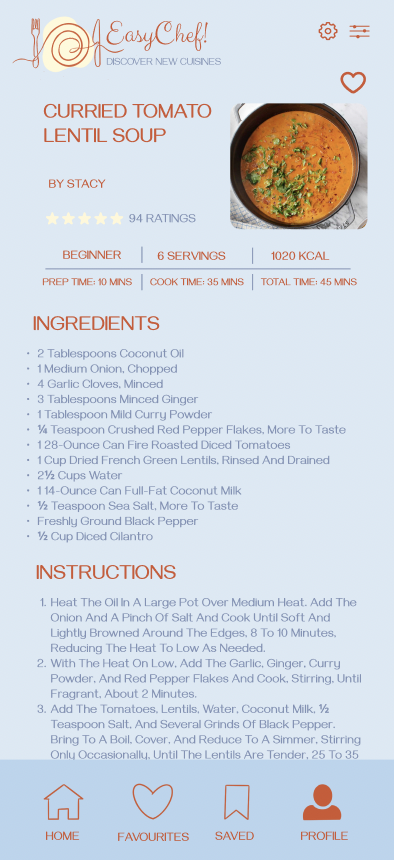 EasyChef!
DISCOVER NEW CUISINES
CURRIED TOMATO
LENTIL SOUP
BY STACY
94 RATINGS
BEGINNER
6 SERVINGS
1020 KCAL
PREP TIME: 10 MINS
COOK TIME: 35 MINS
TOTAL TIME: 45 MINS
INGREDIENTS
• 2 Tablespoons Coconut Oil
• 1 Medium Onion, Chopped
• 4 Garlic Cloves, Minced
• 3 Tablespoons Minced Ginger
• 1 Tablespoon Mild Curry Powder
• ¼ Teaspoon Crushed Red Pepper Flakes, More To Taste
• 1 28-Ounce Can Fire Roasted Diced Tomatoes
• 1 Cup Dried French Green Lentils, Rinsed And Drained
• 2½ Cups Water
• 1 14-Ounce Can Full-Fat Coconut Milk
• ½ Teaspoon Sea Salt, More To Taste
• Freshly Ground Black Pepper
• ½ Cup Diced Cilantro
INSTRUCTIONS
1. Heat The Oil In A Large Pot Over Medium Heat. Add The
Onion And A Pinch Of Salt And Cook Until Soft And
Lightly Browned Around The Edges, 8 To 10 Minutes,
Reducing The Heat To Low As Needed.
2. With The Heat On Low, Add The Garlic, Ginger, Curry
Powder, And Red Pepper Flakes And Cook, Stirring, Until
Fragrant, About 2 Minutes.
3. Add The Tomatoes, Lentils, Water, Coconut Milk, ½
Teaspoon Salt, And Several Grinds Of Black Pepper.
Bring To A Boil, Cover, And Reduce To A Simmer, Stirring
Only Occasionally, Until The Lentils Are Tender, 25 To 35
HOME
FAVOURITES
SAVED
PROFILE